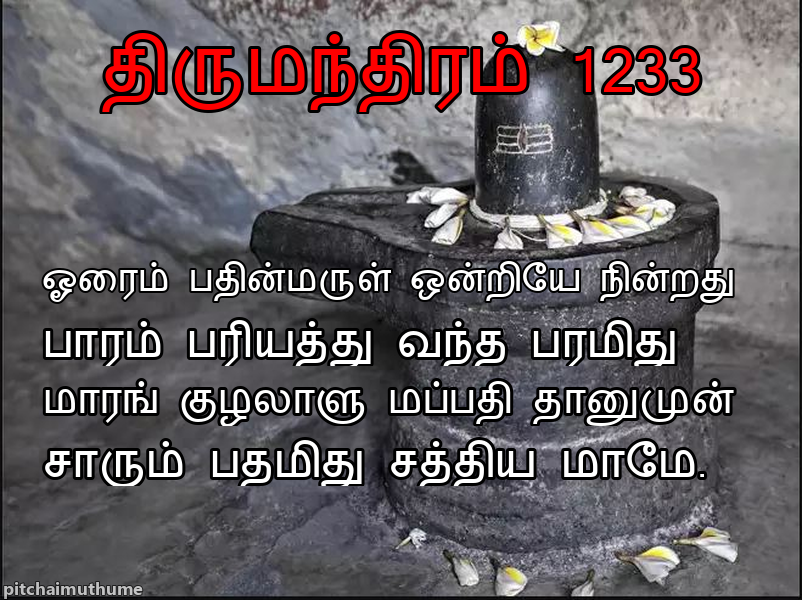 திருமந்திரம் 1233
ஓரைம் பதின்மருள் ஒன்றியே நின்றது
பாரம் பரியத்து வந்த பரமிது
மாரங் குழலாளு மப்பதி தானுமுன்
சாரும் பதமிது சத்திய மாமே.
pitchaimuthume